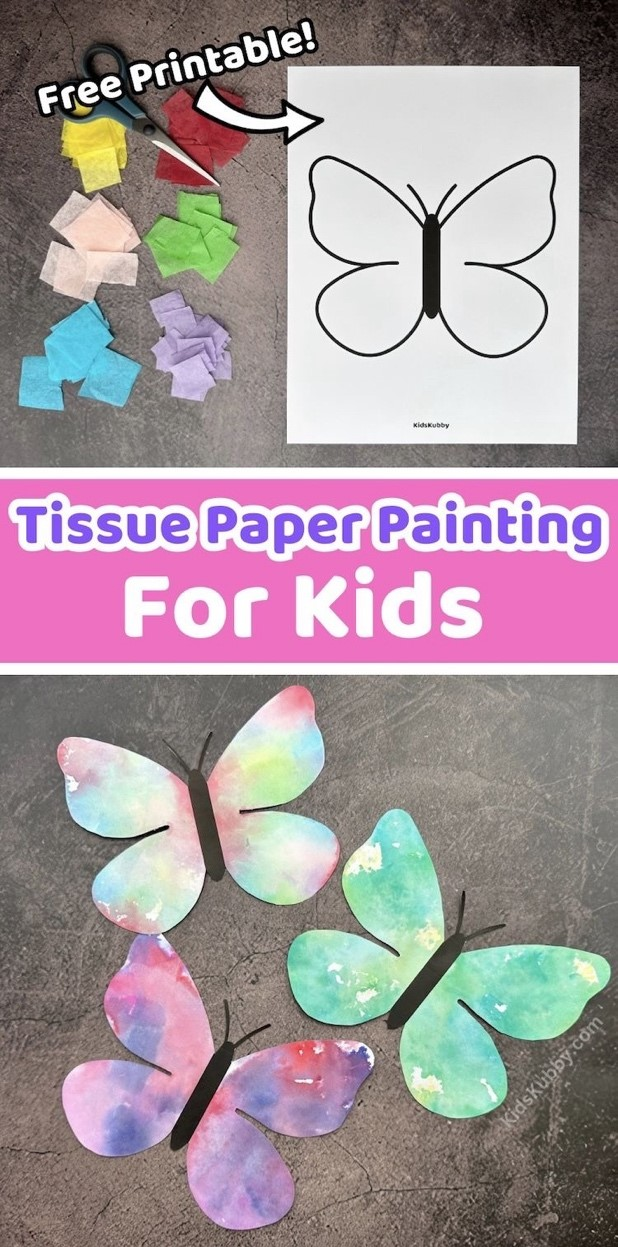 Free Printable!
KidsKubby
Tissue Paper Painting
For Kids
KidsKubby.com